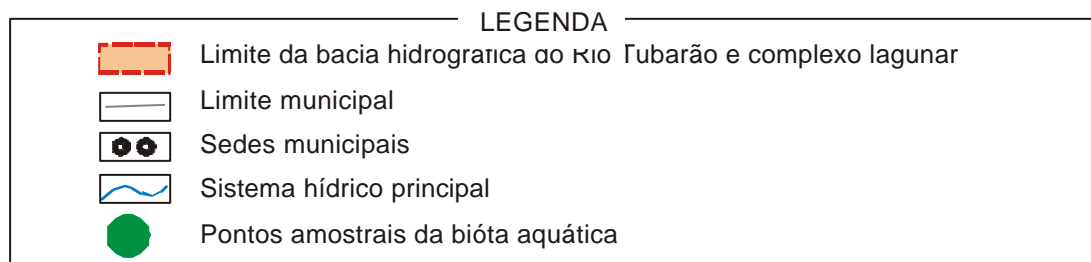 LEGENDA
Limite da bacia hidrográfica do Rio Tubarão e complexo lagunar
Limite municipal
Sedes municipais
Sistema hídrico principal
Pontos amostrais da bióta aquática